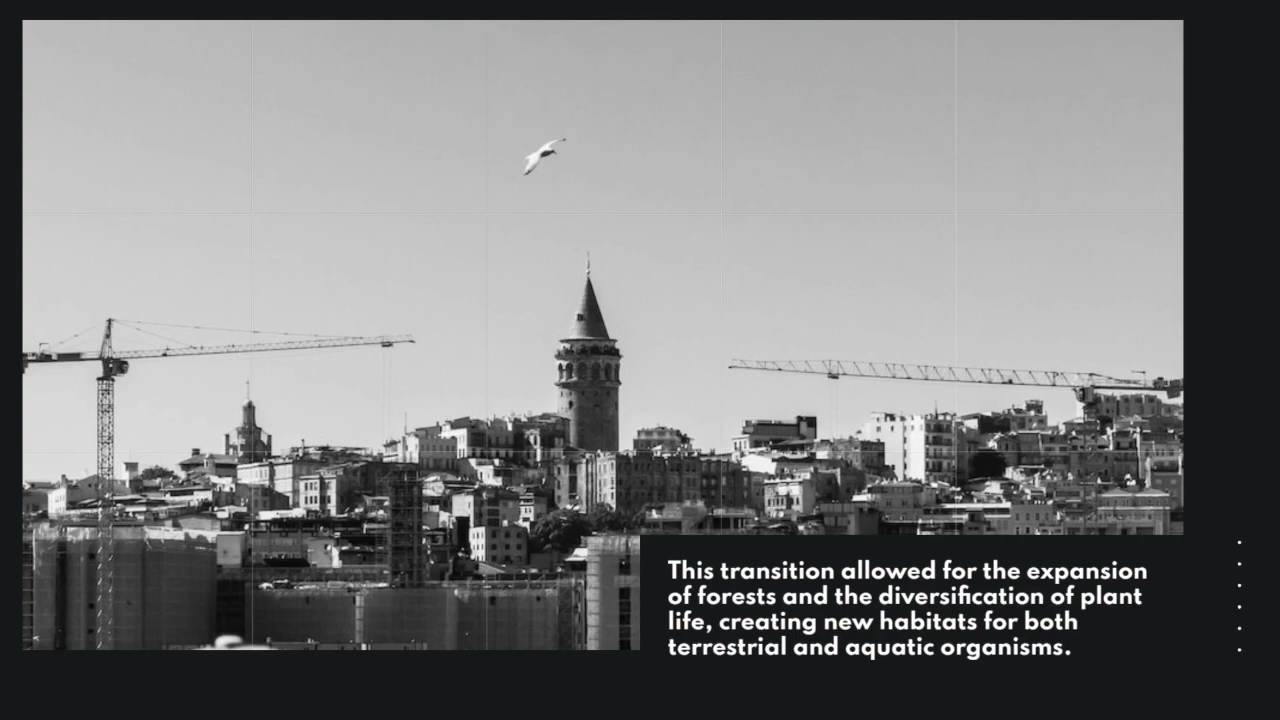 This transition allowed for the expansion
of forests and the diversification of plant
life, creating new habitats for both
terrestrial and aquatic organisms.